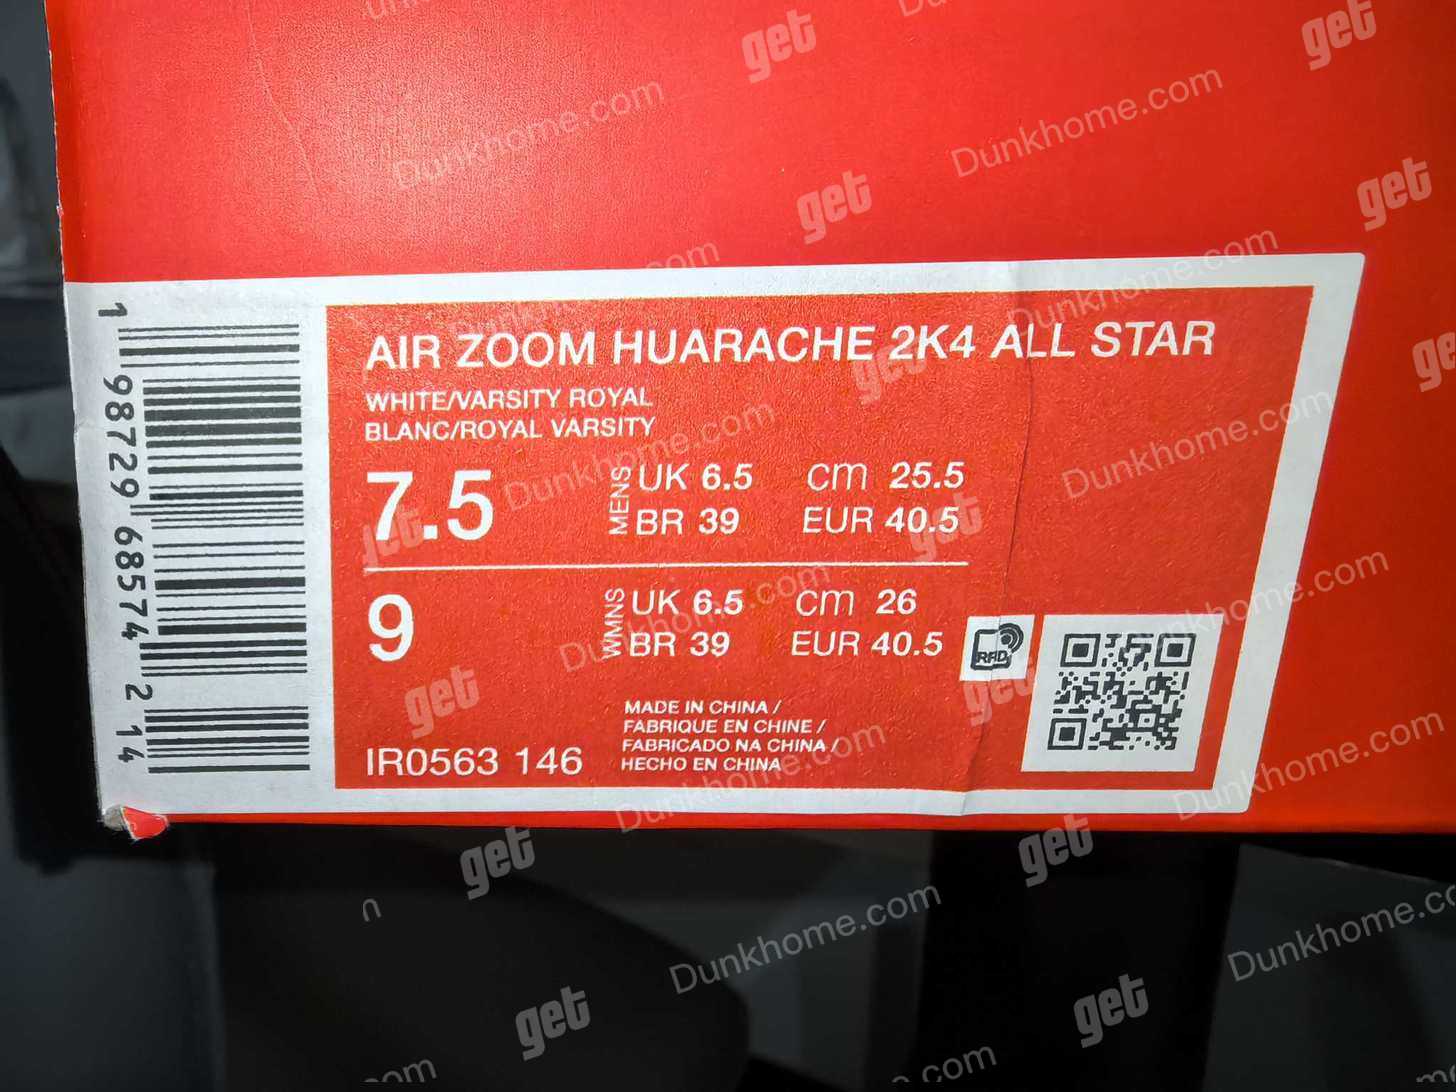 AIR ZOOM HUARACHE 2K4 ALL STAR
WHITE/VARSITY ROYAL
BLANC/ROYAL VARSITY
7.5 MENS UK 6.5 CM 25.5
BR 39 EUR 40.5
9 WMNS UK 6.5 CM 26
BR 39 EUR 40.5
RFID
MADE IN CHINA /
FABRIQUE EN CHINE /
FABRICADO NA CHINA /
HECHO EN CHINA
IR0563 146
1 98729 68574 2 14
get
Dunkhome.com